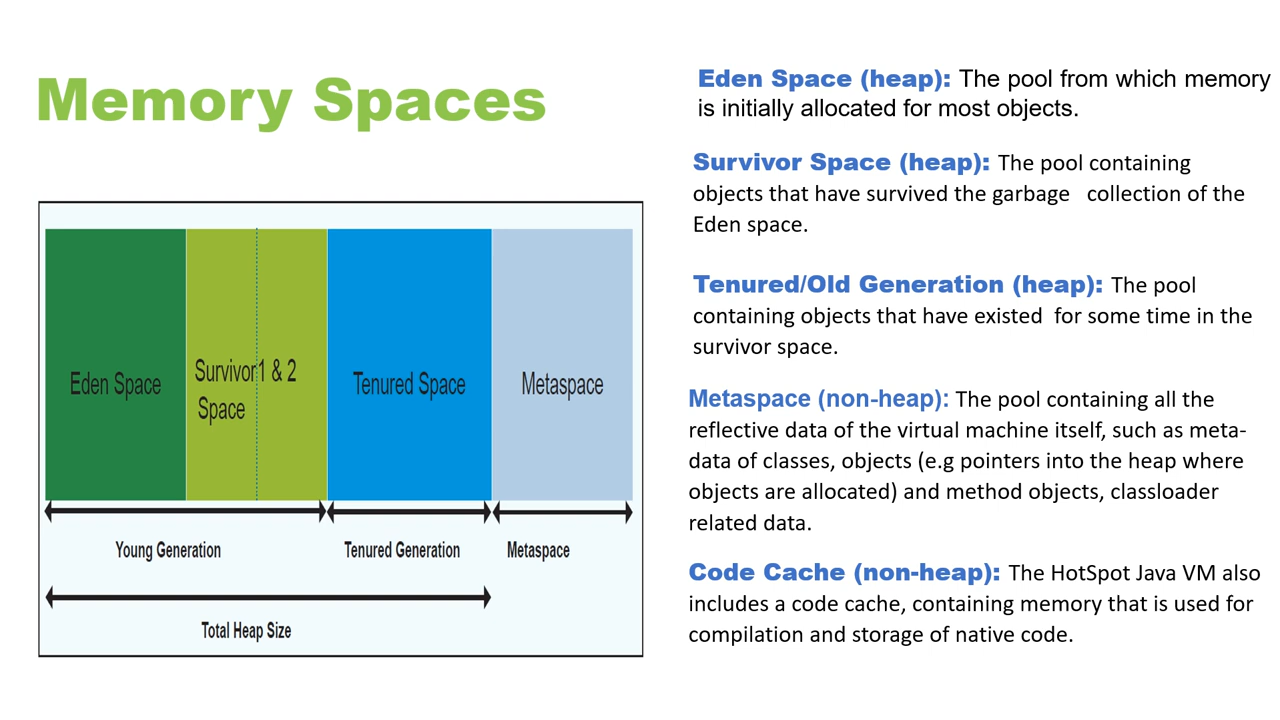 Memory Spaces
Eden Space
Survivor1 & 2
Space
Tenured Space
Metaspace
Young Generation
Tenured Generation
Metaspace
Total Heap Size
Eden Space (heap): The pool from which memory
is initially allocated for most objects.
Survivor Space (heap): The pool containing
objects that have survived the garbage   collection of the
Eden space.
Tenured/Old Generation (heap): The pool
containing objects that have existed  for some time in the
survivor space.
Metaspace (non-heap): The pool containing all the
reflective data of the virtual machine itself, such as meta-
data of classes, objects (e.g pointers into the heap where
objects are allocated) and method objects, classloader
related data.
Code Cache (non-heap): The HotSpot Java VM also
includes a code cache, containing memory that is used for
compilation and storage of native code.